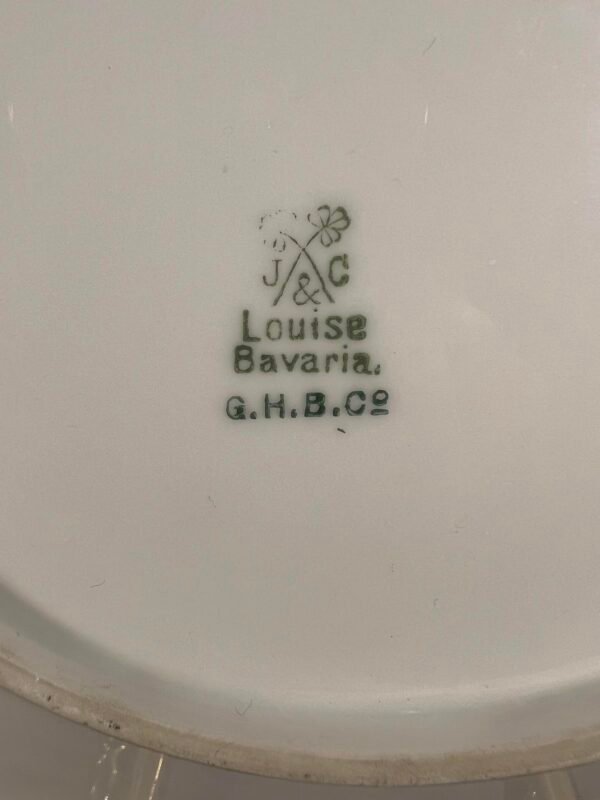 J & C
Louise
Bavaria.
G.H.B.Cº